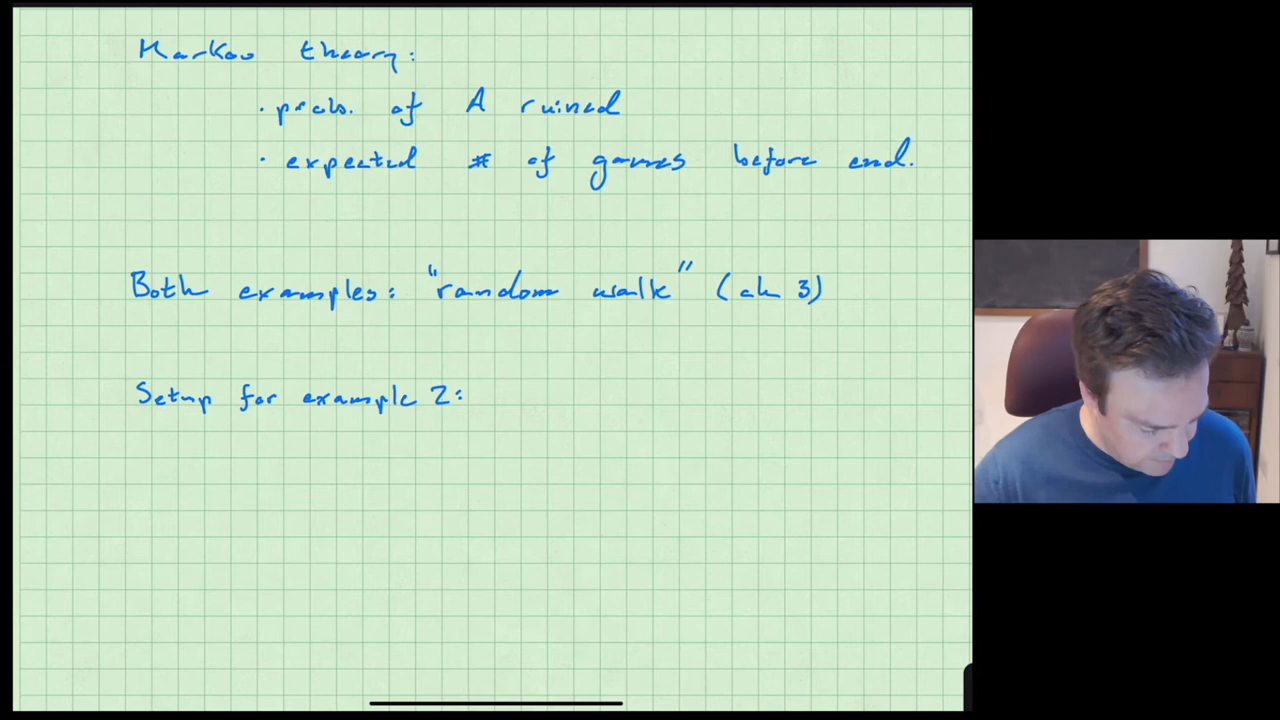 Markov theory:
· prob. of A ruined
· expected # of games before end.
Both examples: "random walk" (ch 3)
Setup for example 2: